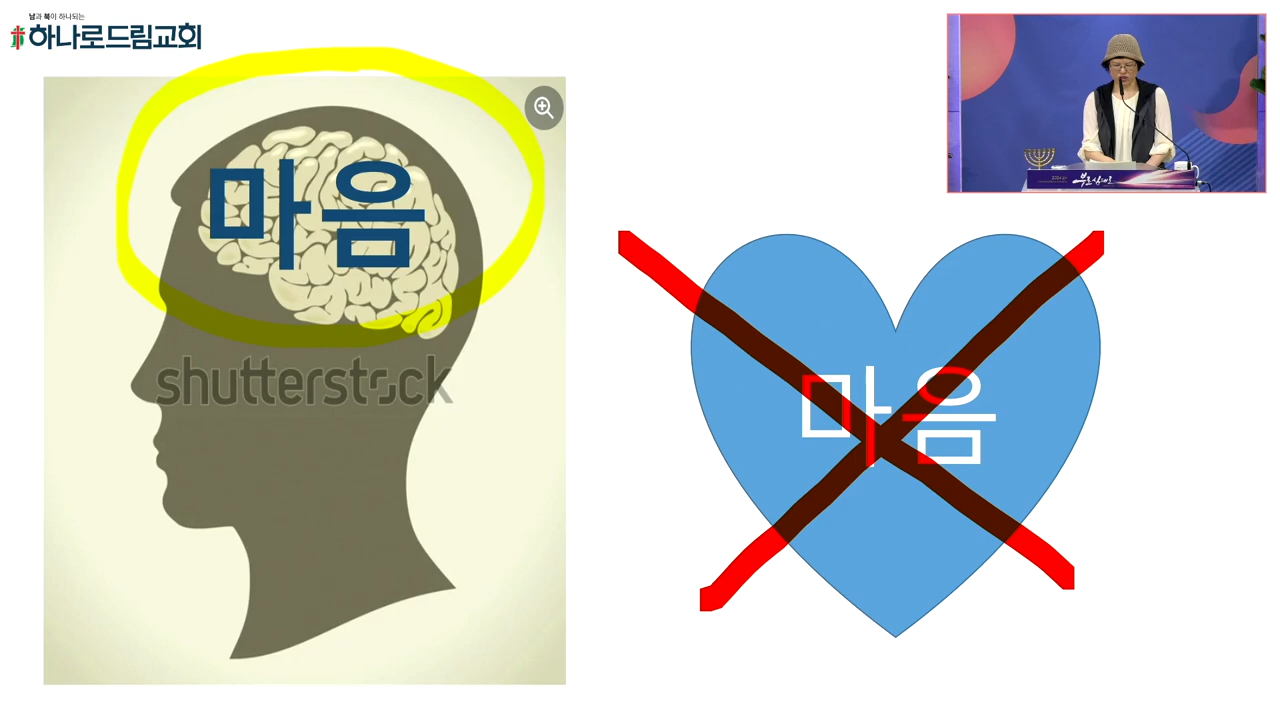 남과 북이 하나되는
하나로드림교회
마음
shutterstock
마음
2024